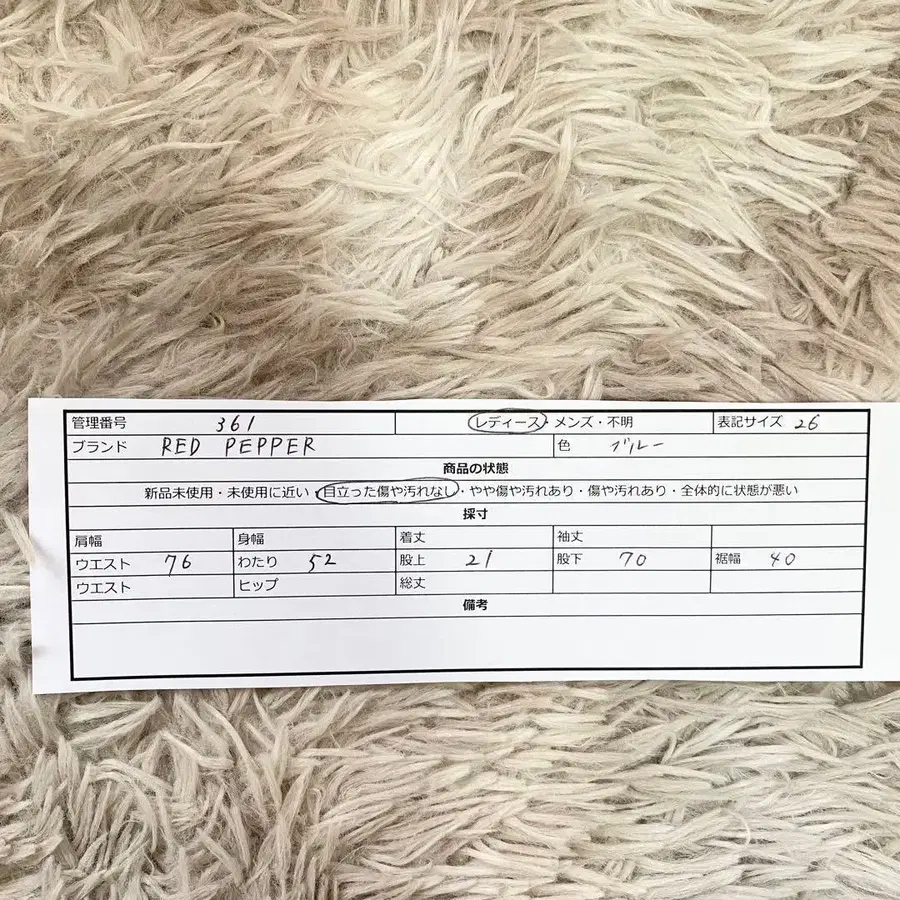 管理番号 361 レディース・メンズ・不明 表記サイズ 26
ブランド RED PEPPER 色 ブルー
商品の状態
新品未使用・未使用に近い・目立った傷や汚れなし・やや傷や汚れあり・傷や汚れあり・全体的に状態が悪い
採寸
肩幅 身幅 着丈 袖丈
ウエスト 76 わたり 52 股上 21 股下 70 裾幅 40
ウエスト ヒップ 総丈
備考